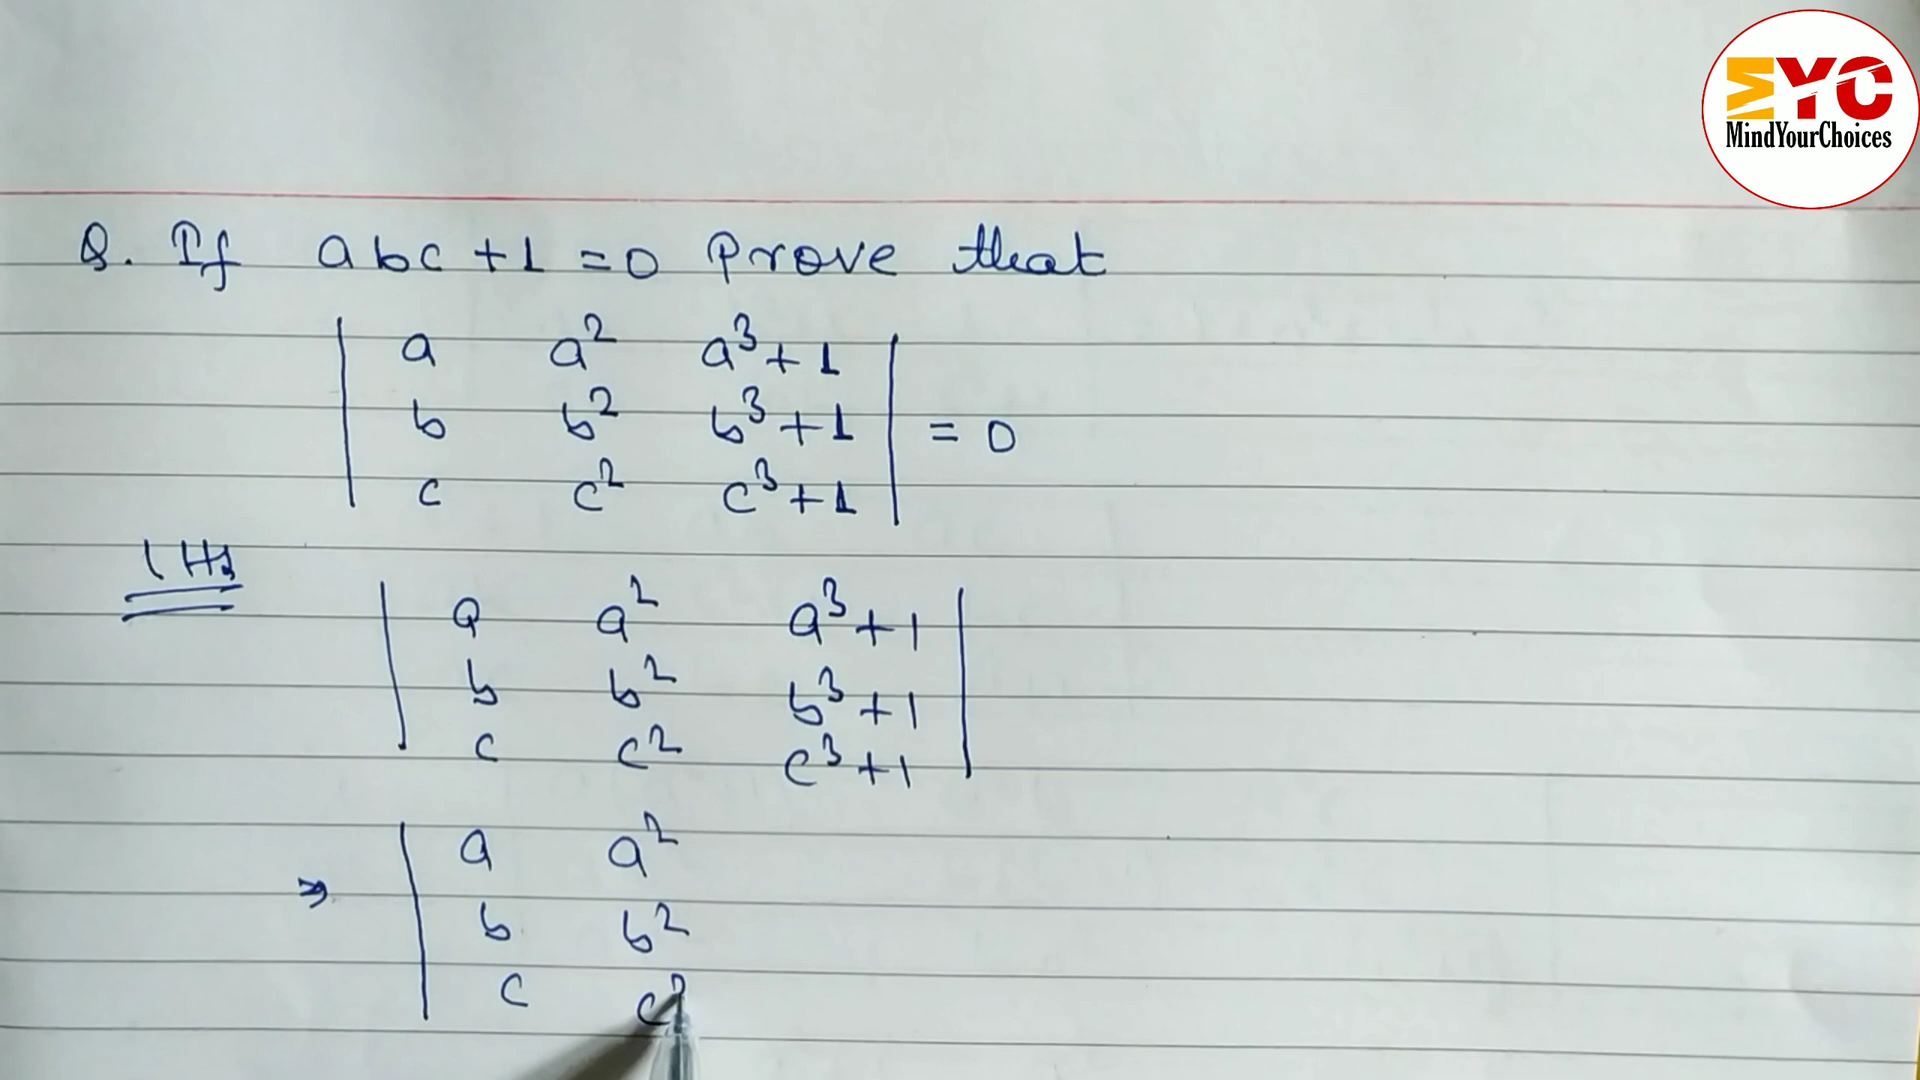 MYC
MindYourChoices
Q. If abc + 1 = 0 Prove that
a a² a³+1
b b² b³+1 = 0
c c² c³+1
LHS
a a² a³+1
b b² b³+1
c c² c³+1
a a²
⇒ b b²
c c²